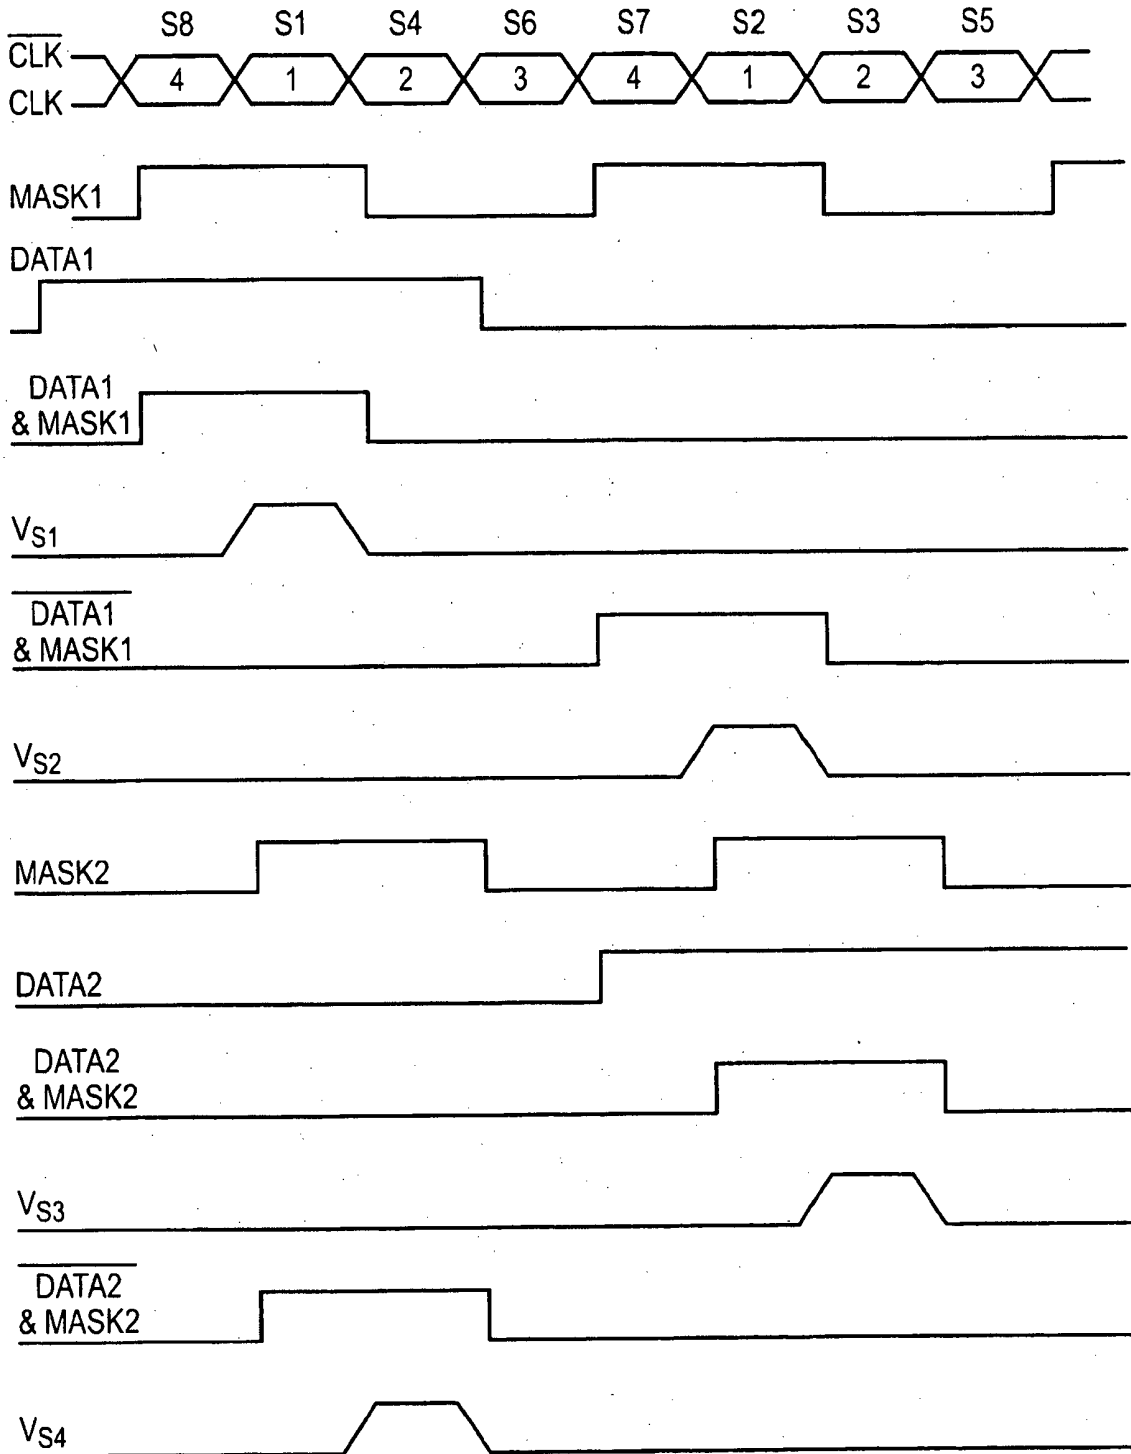 S8 S1 S4 S6 S7 S2 S3 S5
CLK
4 1 2 3 4 1 2 3
CLK
MASK1
DATA1
DATA1
& MASK1
VS1
DATA1
& MASK1
VS2
MASK2
DATA2
DATA2
& MASK2
VS3
DATA2
& MASK2
VS4